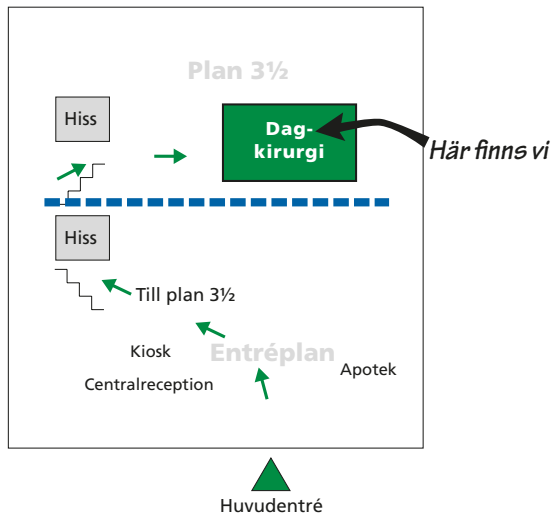 Plan 3½
Hiss
Dag-
kirurgi
Här finns vi
Hiss
Till plan 3½
Kiosk
Entréplan
Apotek
Centralreception
Huvudentré